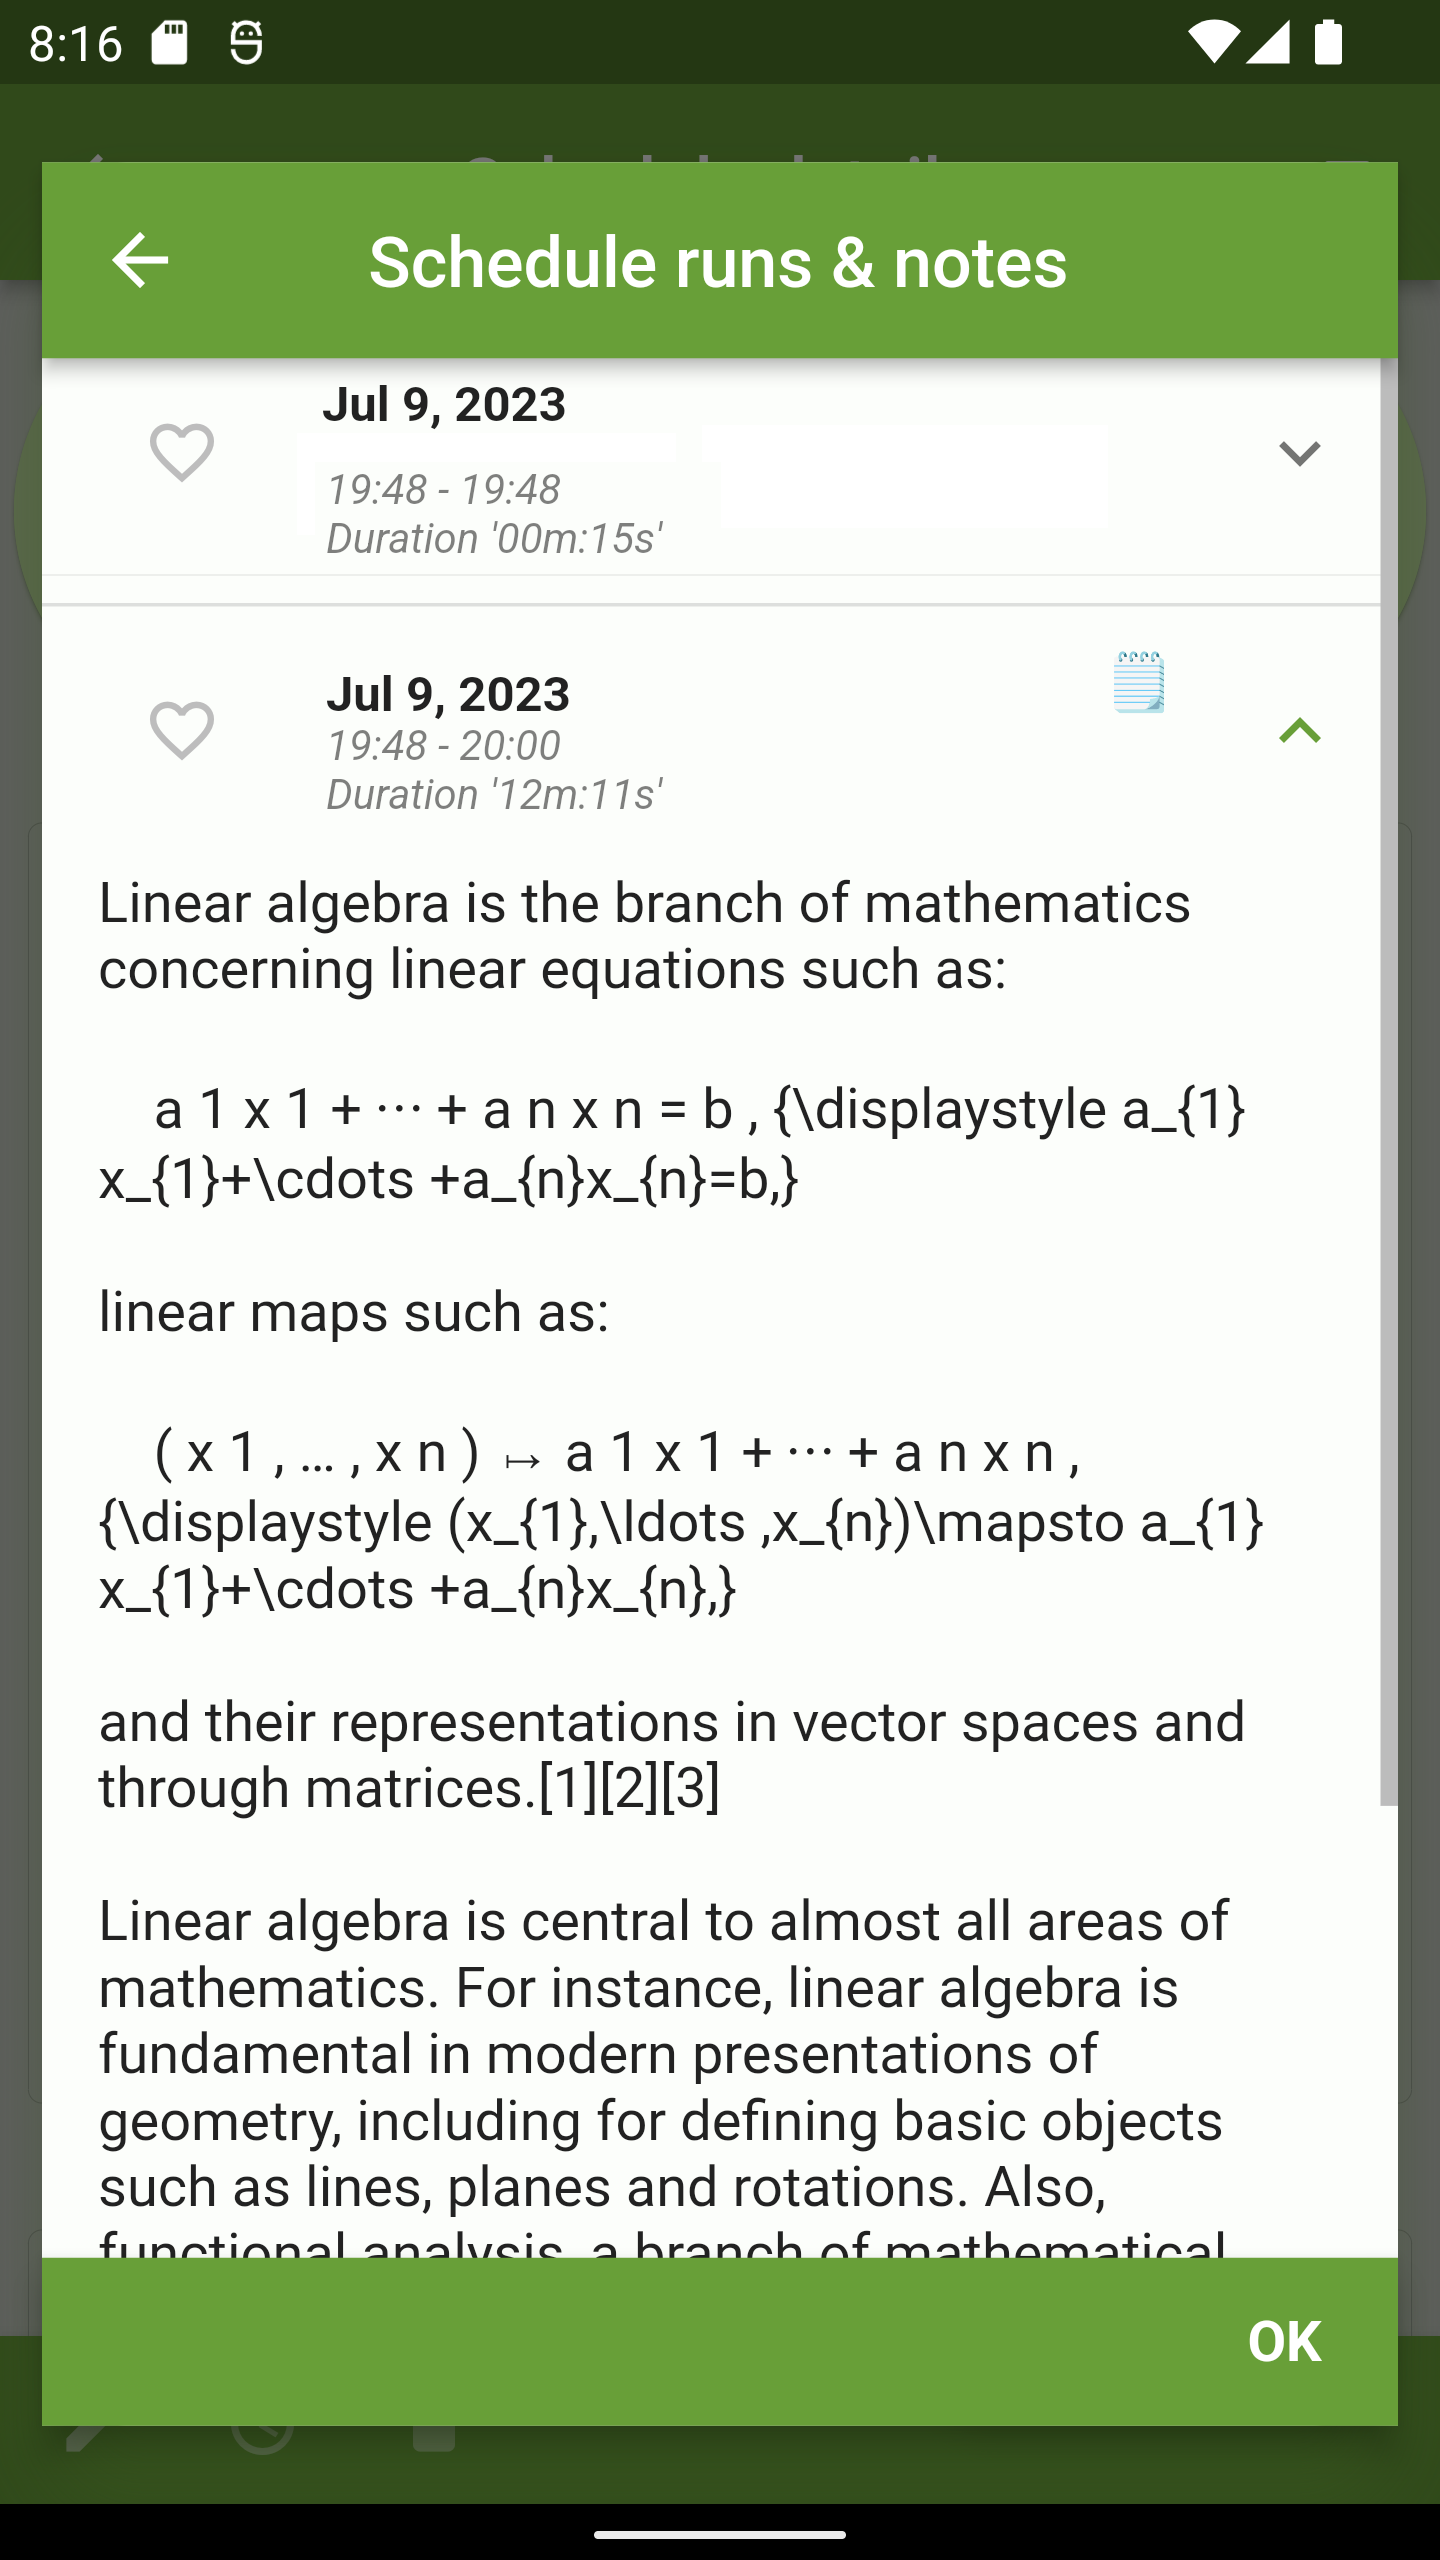 8:16
Schedule runs & notes
Jul 9, 2023
19:48 - 19:48
Duration '00m:15s'
Jul 9, 2023
19:48 - 20:00
Duration '12m:11s'
Linear algebra is the branch of mathematics
concerning linear equations such as:
a 1 x 1 + ⋯ + a n x n = b , {\displaystyle a_{1}
x_{1}+\cdots +a_{n}x_{n}=b,}
linear maps such as:
( x 1 , … , x n ) ↦ a 1 x 1 + ⋯ + a n x n ,
{\displaystyle (x_{1},\ldots ,x_{n})\mapsto a_{1}
x_{1}+\cdots +a_{n}x_{n},}
and their representations in vector spaces and
through matrices.[1][2][3]
Linear algebra is central to almost all areas of
mathematics. For instance, linear algebra is
fundamental in modern presentations of
geometry, including for defining basic objects
such as lines, planes and rotations. Also,
functional analysis, a branch of mathematical
OK